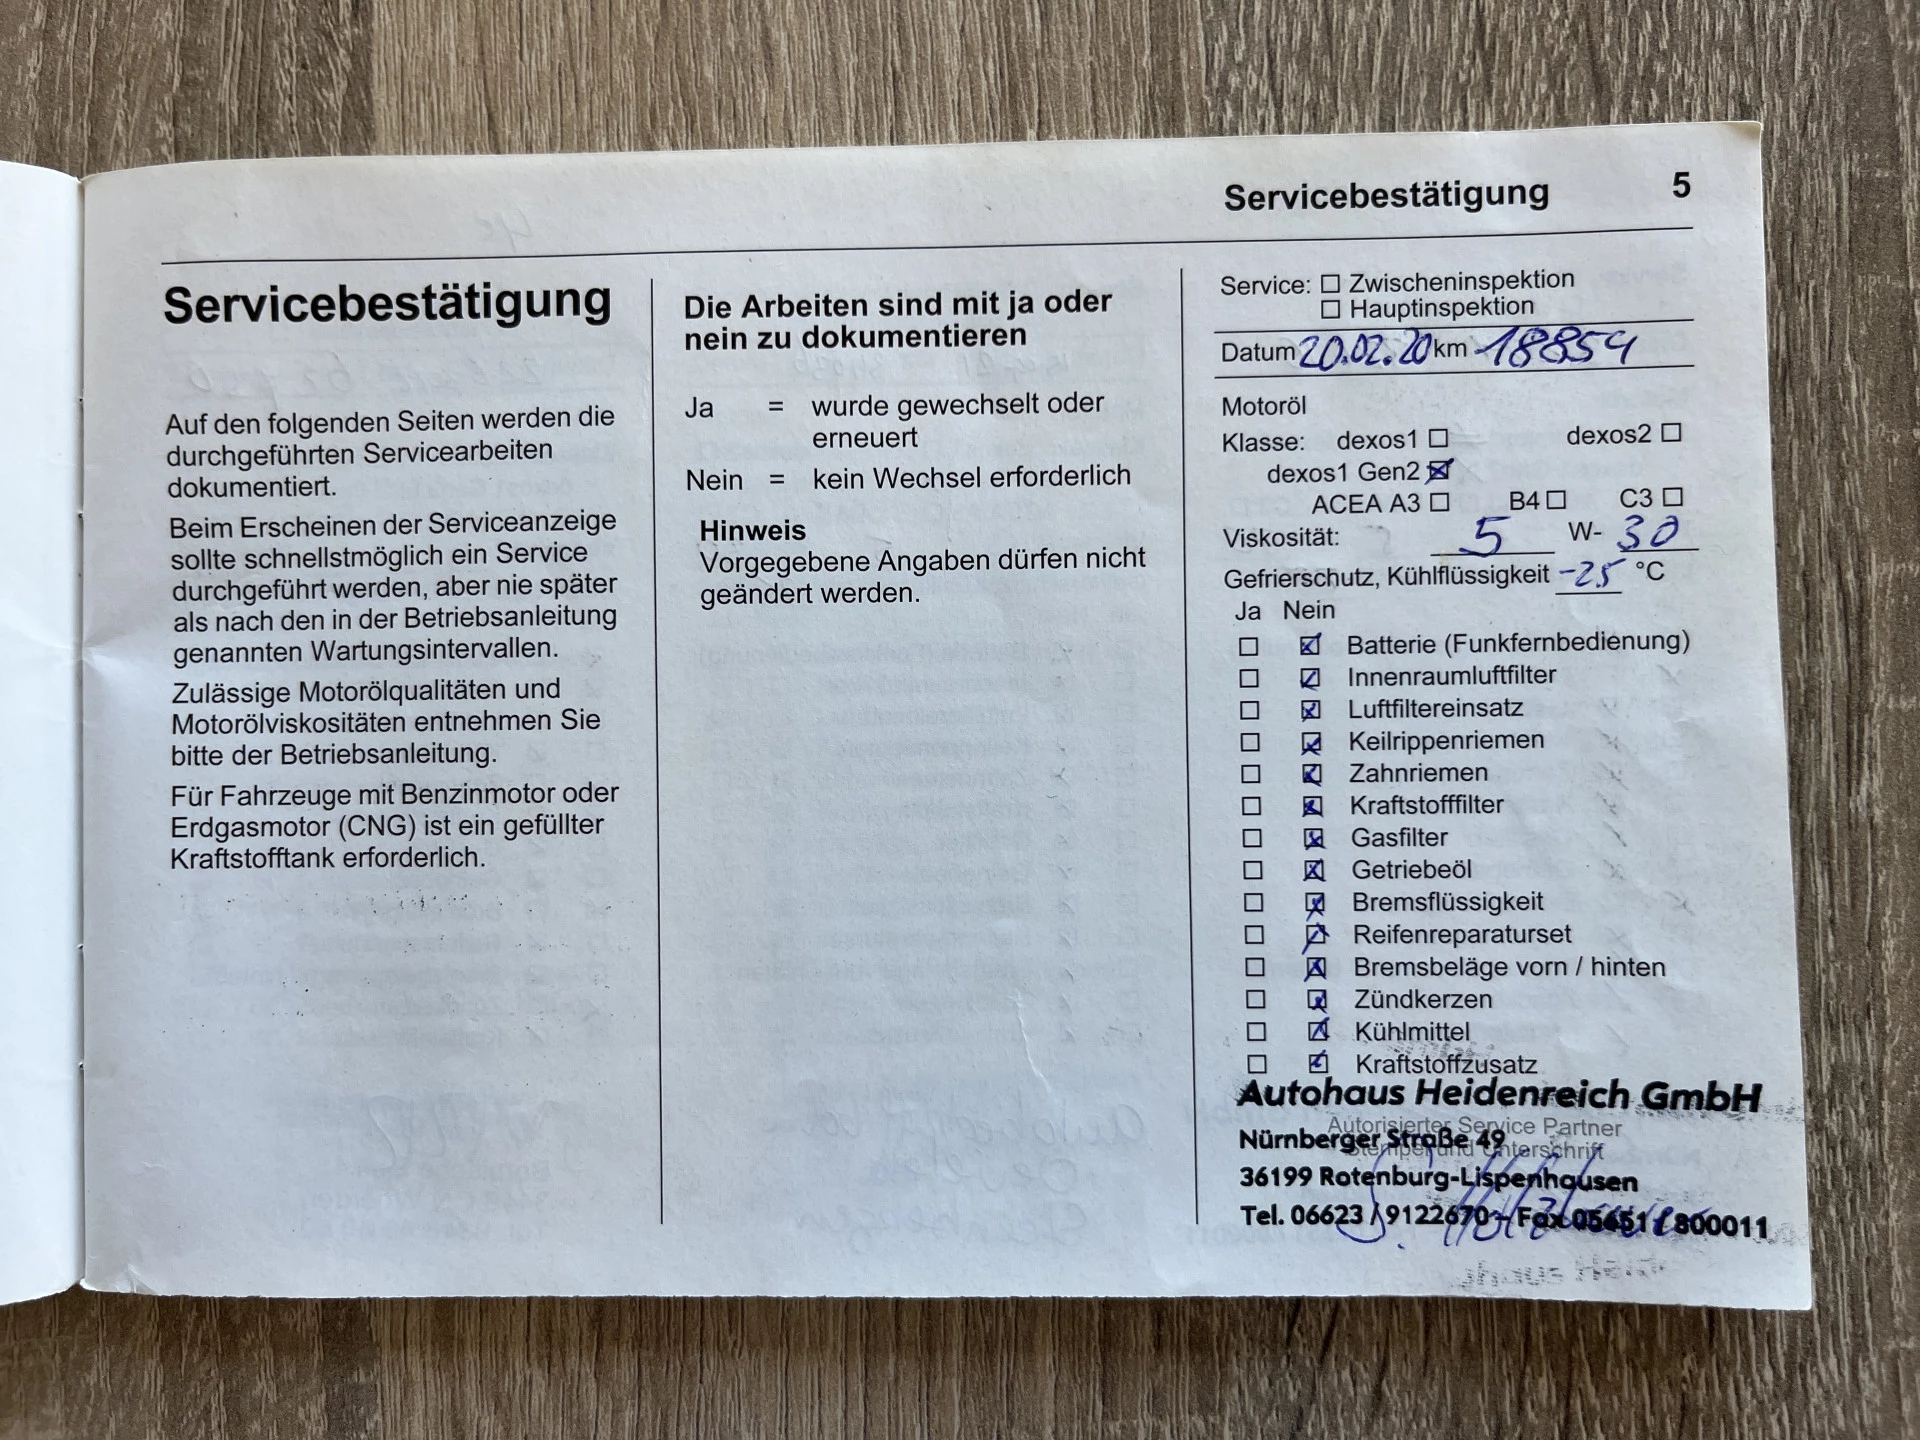 Servicebestätigung 5
Servicebestätigung
Auf den folgenden Seiten werden die
durchgeführten Servicearbeiten
dokumentiert.
Beim Erscheinen der Serviceanzeige
sollte schnellstmöglich ein Service
durchgeführt werden, aber nie später
als nach den in der Betriebsanleitung
genannten Wartungsintervallen.
Zulässige Motorölqualitäten und
Motorölviskositäten entnehmen Sie
bitte der Betriebsanleitung.
Für Fahrzeuge mit Benzinmotor oder
Erdgasmotor (CNG) ist ein gefüllter
Kraftstofftank erforderlich.
Die Arbeiten sind mit ja oder
nein zu dokumentieren
Ja = wurde gewechselt oder
erneuert
Nein = kein Wechsel erforderlich
Hinweis
Vorgegebene Angaben dürfen nicht
geändert werden.
Service: ☐ Zwischeninspektion
☐ Hauptinspektion
Datum 20.02.20 km 18854
Motoröl
Klasse: dexos1 ☐ dexos2 ☐
dexos1 Gen2 ☒
ACEA A3 ☐ B4 ☐ C3 ☐
Viskosität: 5 W- 30
Gefrierschutz, Kühlflüssigkeit -25 °C
Ja Nein
☐ ☒ Batterie (Funkfernbedienung)
☐ ☒ Innenraumluftfilter
☐ ☒ Luftfiltereinsatz
☐ ☒ Keilrippenriemen
☐ ☒ Zahnriemen
☐ ☒ Kraftstofffilter
☐ ☒ Gasfilter
☐ ☒ Getriebeöl
☐ ☒ Bremsflüssigkeit
☐ ☒ Reifenreparaturset
☐ ☒ Bremsbeläge vorn / hinten
☐ ☒ Zündkerzen
☐ ☒ Kühlmittel
☐ ☒ Kraftstoffzusatz
Autohaus Heidenreich GmbH
Autorisierter Service Partner
Nürnberger Straße 49
Stempel und Unterschrift
36199 Rotenburg-Lispenhausen
Tel. 06623 / 9122670 – Fax 05651 / 800011